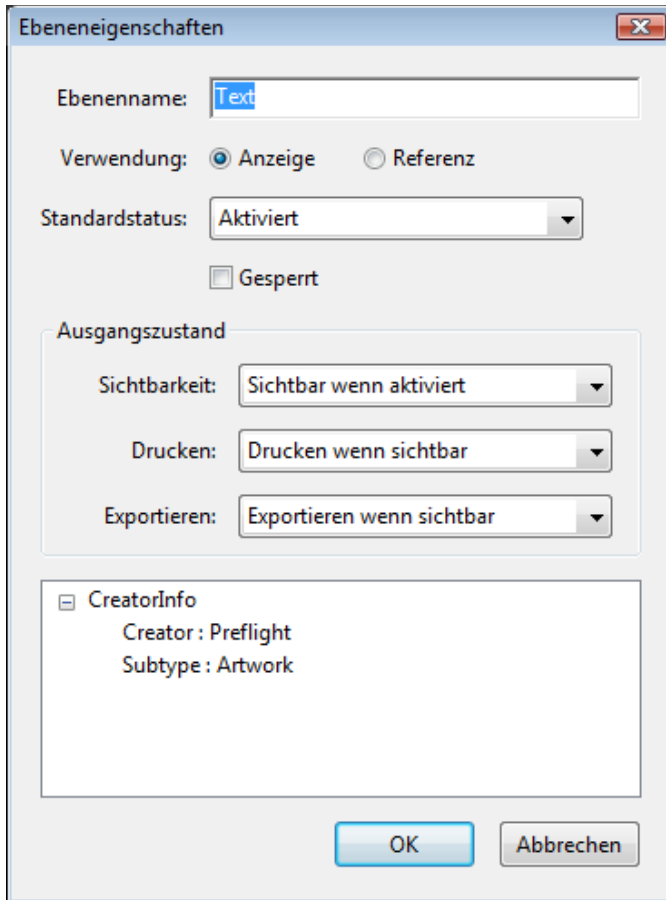 Ebeneneigenschaften
Ebenenname: Text
Verwendung: Anzeige Referenz
Standardstatus: Aktiviert
Gesperrt
Ausgangszustand
Sichtbarkeit: Sichtbar wenn aktiviert
Drucken: Drucken wenn sichtbar
Exportieren: Exportieren wenn sichtbar
CreatorInfo
Creator : Preflight
Subtype : Artwork
OK Abbrechen